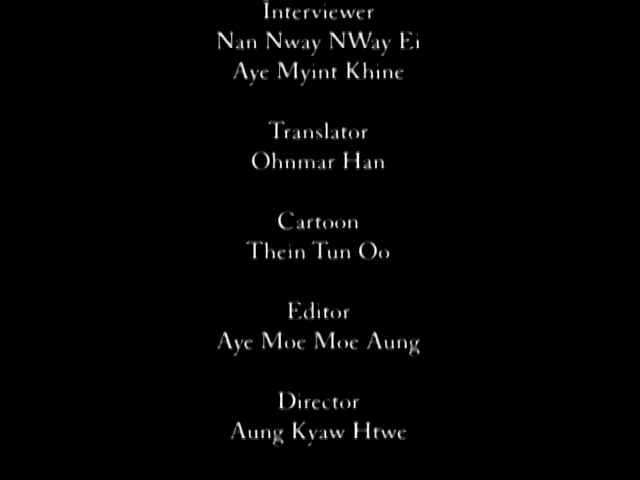 Interviewer
Nan Nway NWay Ei
Aye Myint Khine
Translator
Ohnmar Han
Cartoon
Thein Tun Oo
Editor
Aye Moe Moe Aung
Director
Aung Kyaw Htwe